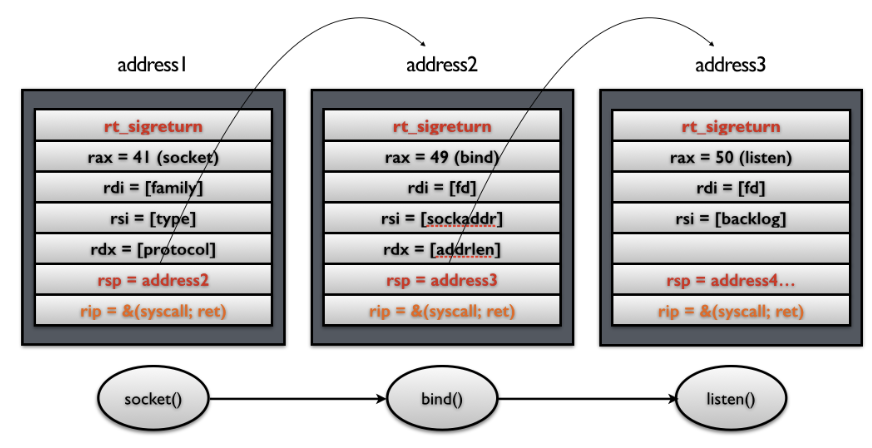 address1
rt_sigreturn
rax = 41 (socket)
rdi = [family]
rsi = [type]
rdx = [protocol]
rsp = address2
rip = &(syscall; ret)
socket()
address2
rt_sigreturn
rax = 49 (bind)
rdi = [fd]
rsi = [sockaddr]
rdx = [addrlen]
rsp = address3
rip = &(syscall; ret)
bind()
address3
rt_sigreturn
rax = 50 (listen)
rdi = [fd]
rsi = [backlog]
rsp = address4…
rip = &(syscall; ret)
listen()